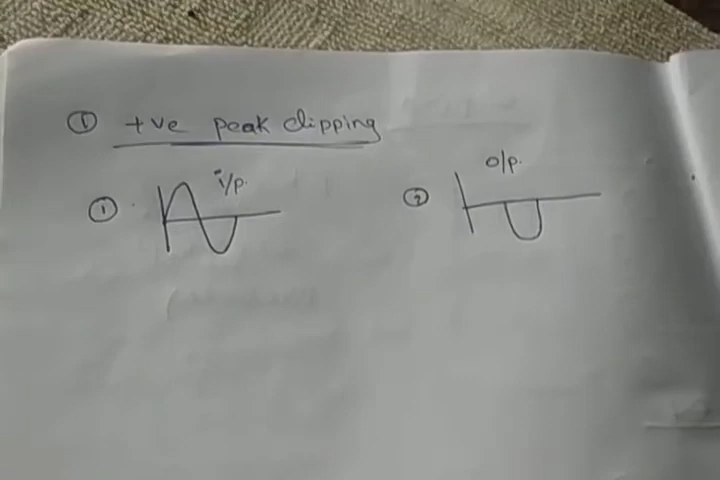 ① +ve peak clipping
① i/p.
② o/p.